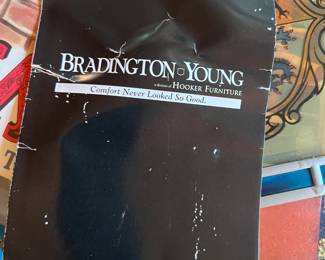 BRADINGTON-YOUNG
a division of HOOKER FURNITURE
Comfort Never Looked So Good.